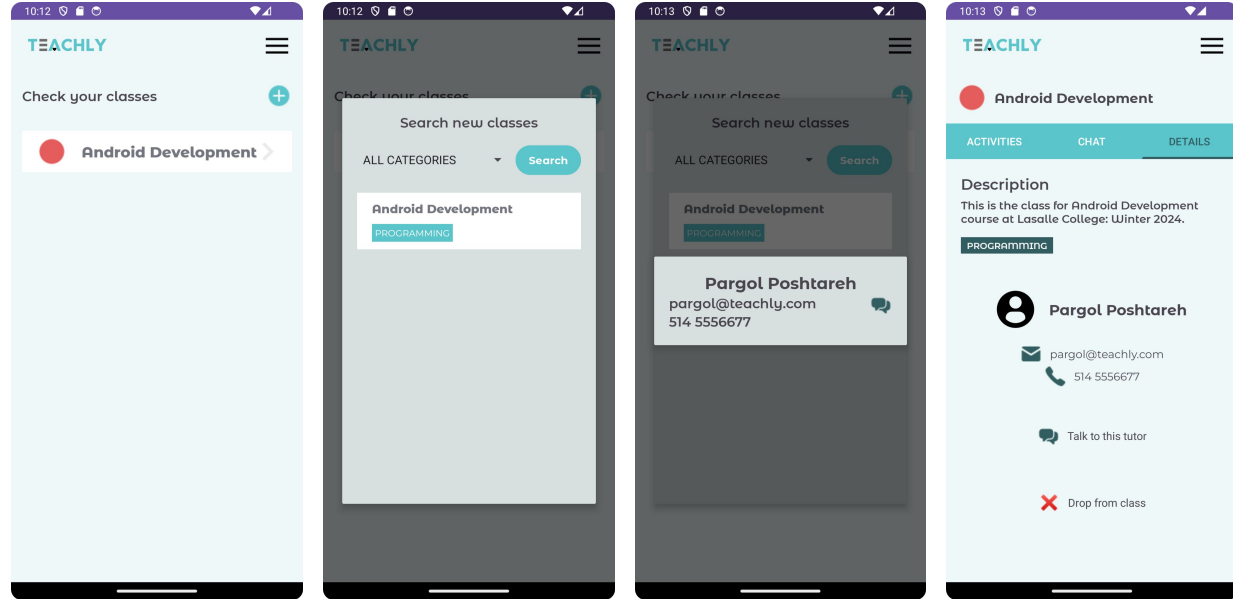 10:12
TEACHLY
Check your classes
Android Development
10:12
TEACHLY
Check your classes
Search new classes
ALL CATEGORIES
Search
Android Development
PROGRAMMING
10:13
TEACHLY
Check your classes
Search new classes
ALL CATEGORIES
Search
Android Development
PROGRAMMING
Pargol Poshtareh
pargol@teachly.com
514 5556677
10:13
TEACHLY
Android Development
ACTIVITIES CHAT DETAILS
Description
This is the class for Android Development
course at Lasalle College: Winter 2024.
PROGRAMMING
Pargol Poshtareh
pargol@teachly.com
514 5556677
Talk to this tutor
Drop from class